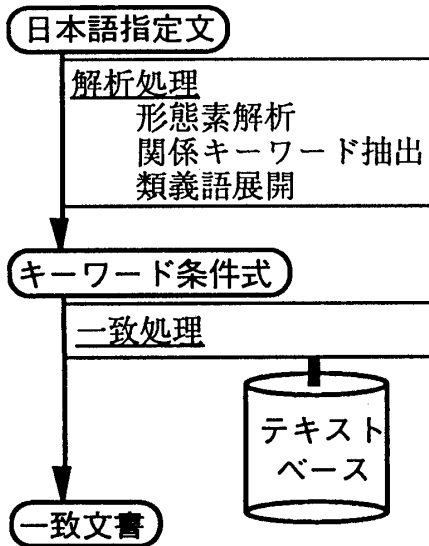 日本語指定文
解析処理
形態素解析
関係キーワード抽出
類義語展開
キーワード条件式
一致処理
テキスト
ベース
一致文書